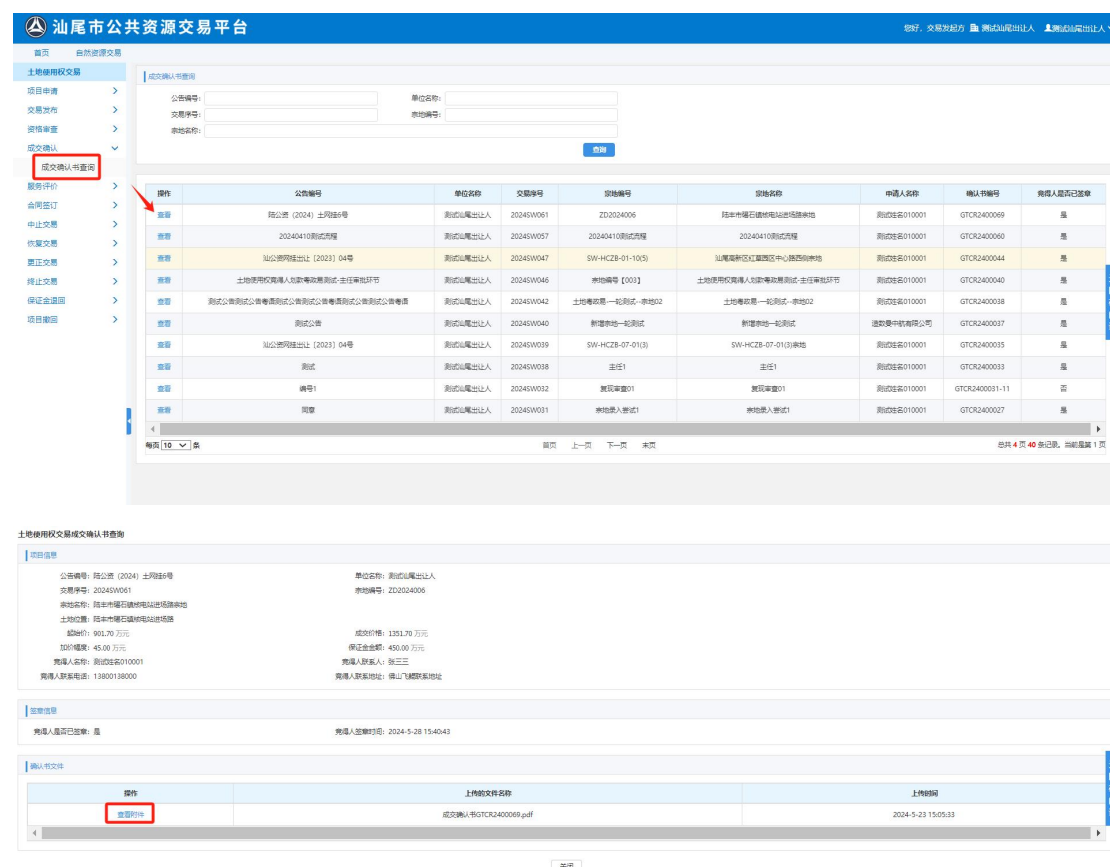 汕尾市公共资源交易平台
您好，交易发起方 测试汕尾出让人 测试汕尾出让人
首页 自然资源交易
土地使用权交易
项目申请
交易发布
资格审查
成交确认
成交确认书查询
服务评价
合同签订
中止交易
恢复交易
更正交易
终止交易
保证金退回
项目撤回
成交确认书查询
公告编号: 单位名称:
交易序号: 宗地编号:
宗地名称:
查询
操作 公告编号 单位名称 交易序号 宗地编号 宗地名称 申请人名称 确认书编号 竞得人是否已签章
查看 陆公资（2024）土网挂6号 测试汕尾出让人 2024SW061 ZD2024006 陆丰市碣石镇核电站进场路宗地 测试姓名010001 GTCR2400069 是
查看 20240410测试流程 测试汕尾出让人 2024SW057 20240410测试流程 20240410测试流程 测试姓名010001 GTCR2400060 是
查看 汕公资网挂出让［2023］04号 测试汕尾出让人 2024SW047 SW-HCZB-01-10(5) 汕尾高新区红草园区中心路西侧宗地 测试姓名010001 GTCR2400044 是
查看 土地使用权竞得人划款粤政易测试-主任审批环节 测试汕尾出让人 2024SW046 宗地编号【003】 土地使用权竞得人划款粤政易测试-主任审批环节 测试姓名010001 GTCR2400040 是
查看 测试公告测试公告粤语测试公告测试公告测试公告测试公告粤语 测试汕尾出让人 2024SW042 土地粤政易-一轮测试--宗地02 土地粤政易-一轮测试--宗地02 测试姓名010001 GTCR2400038 是
查看 测试公告 测试汕尾出让人 2024SW040 新增宗地一轮测试 新增宗地一轮测试 造数曼中航有限公司 GTCR2400037 是
查看 汕公资网挂出让［2023］04号 测试汕尾出让人 2024SW039 SW-HCZB-07-01(3) SW-HCZB-07-01(3)宗地 测试姓名010001 GTCR2400035 是
查看 测试 测试汕尾出让人 2024SW038 主任1 主任1 测试姓名010001 GTCR2400033 是
查看 编号1 测试汕尾出让人 2024SW032 复现审查01 复现审查01 测试姓名010001 GTCR2400031-11 否
查看 同意 测试汕尾出让人 2024SW031 宗地录入尝试1 宗地录入尝试1 测试姓名010001 GTCR2400027 是
每页 10 条 首页 上一页 下一页 末页 总共 4 页 40 条记录。当前是第 1 页
土地使用权交易成交确认书查询
项目信息
公告编号: 陆公资（2024）土网挂6号 单位名称: 测试汕尾出让人
交易序号: 2024SW061 宗地编号: ZD2024006
宗地名称: 陆丰市碣石镇核电站进场路宗地
土地位置: 陆丰市碣石镇核电站进场路
起始价: 901.70 万元 成交价格: 1351.70 万元
加价幅度: 45.00 万元 保证金金额: 450.00 万元
竞得人名称: 测试姓名010001 竞得人联系人: 张三三
竞得人联系电话: 13800138000 竞得人联系地址: 佛山飞鳃联系地址
签章信息
竞得人是否已签章: 是 竞得人签章时间: 2024-5-28 15:40:43
确认书文件
操作 上传的文件名称 上传时间
查看附件 成交确认书GTCR2400069.pdf 2024-5-23 15:05:33
关闭